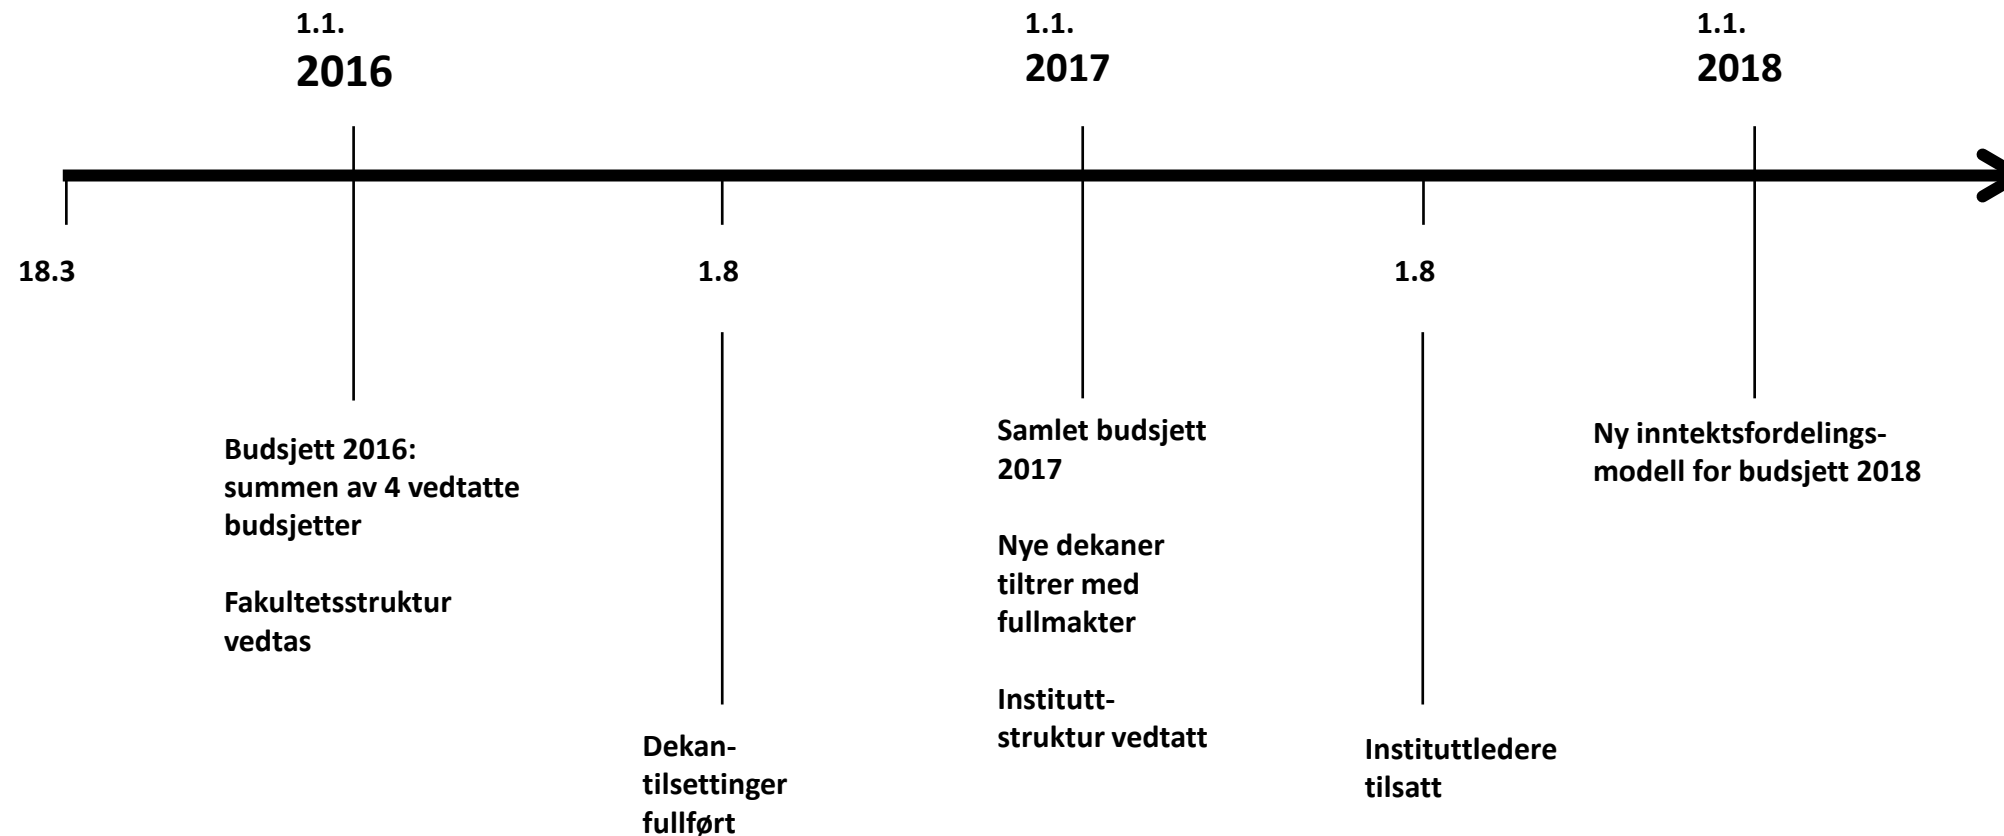 1.1.
2016
1.1.
2017
1.1.
2018
18.3
1.8
1.8
Budsjett 2016:
summen av 4 vedtatte
budsjetter
Fakultetsstruktur
vedtas
Dekan-
tilsettinger
fullført
Samlet budsjett
2017
Nye dekaner
tiltrer med
fullmakter
Institutt-
struktur vedtatt
Instituttledere
tilsatt
Ny inntektsfordelings-
modell for budsjett 2018